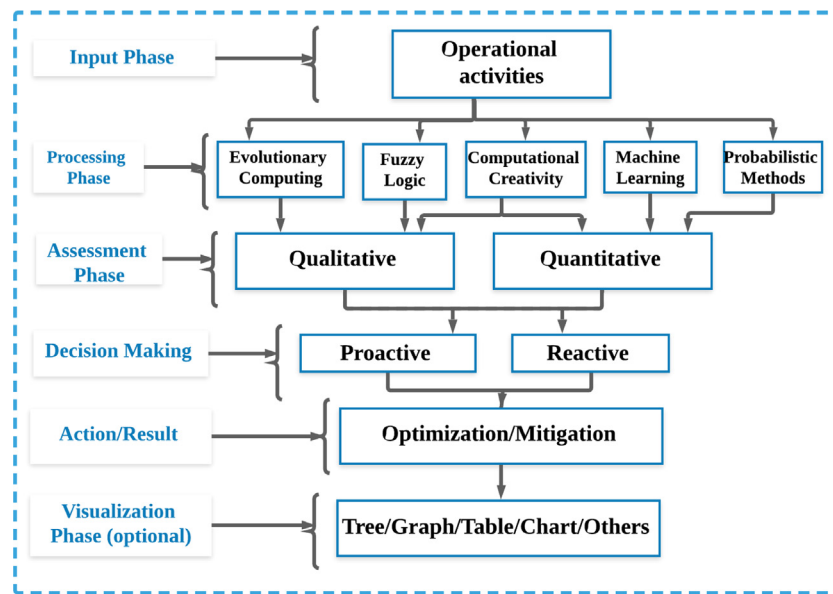 Input Phase
Operational
activities
Processing
Phase
Evolutionary
Computing
Fuzzy
Logic
Computational
Creativity
Machine
Learning
Probabilistic
Methods
Assessment
Phase
Qualitative
Quantitative
Decision Making
Proactive
Reactive
Action/Result
Optimization/Mitigation
Visualization
Phase (optional)
Tree/Graph/Table/Chart/Others